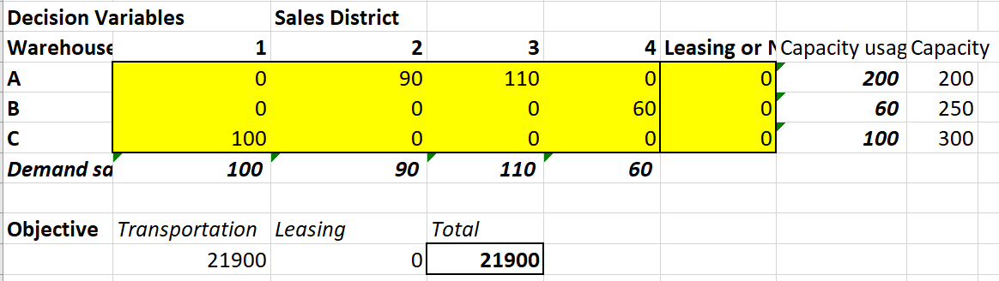 Decision Variables Sales District
Warehouse 1 2 3 4 Leasing or N Capacity usag Capacity
A 0 90 110 0 0 200 200
B 0 0 0 60 0 60 250
C 100 0 0 0 0 100 300
Demand sa 100 90 110 60
Objective Transportation Leasing Total
21900 0 21900